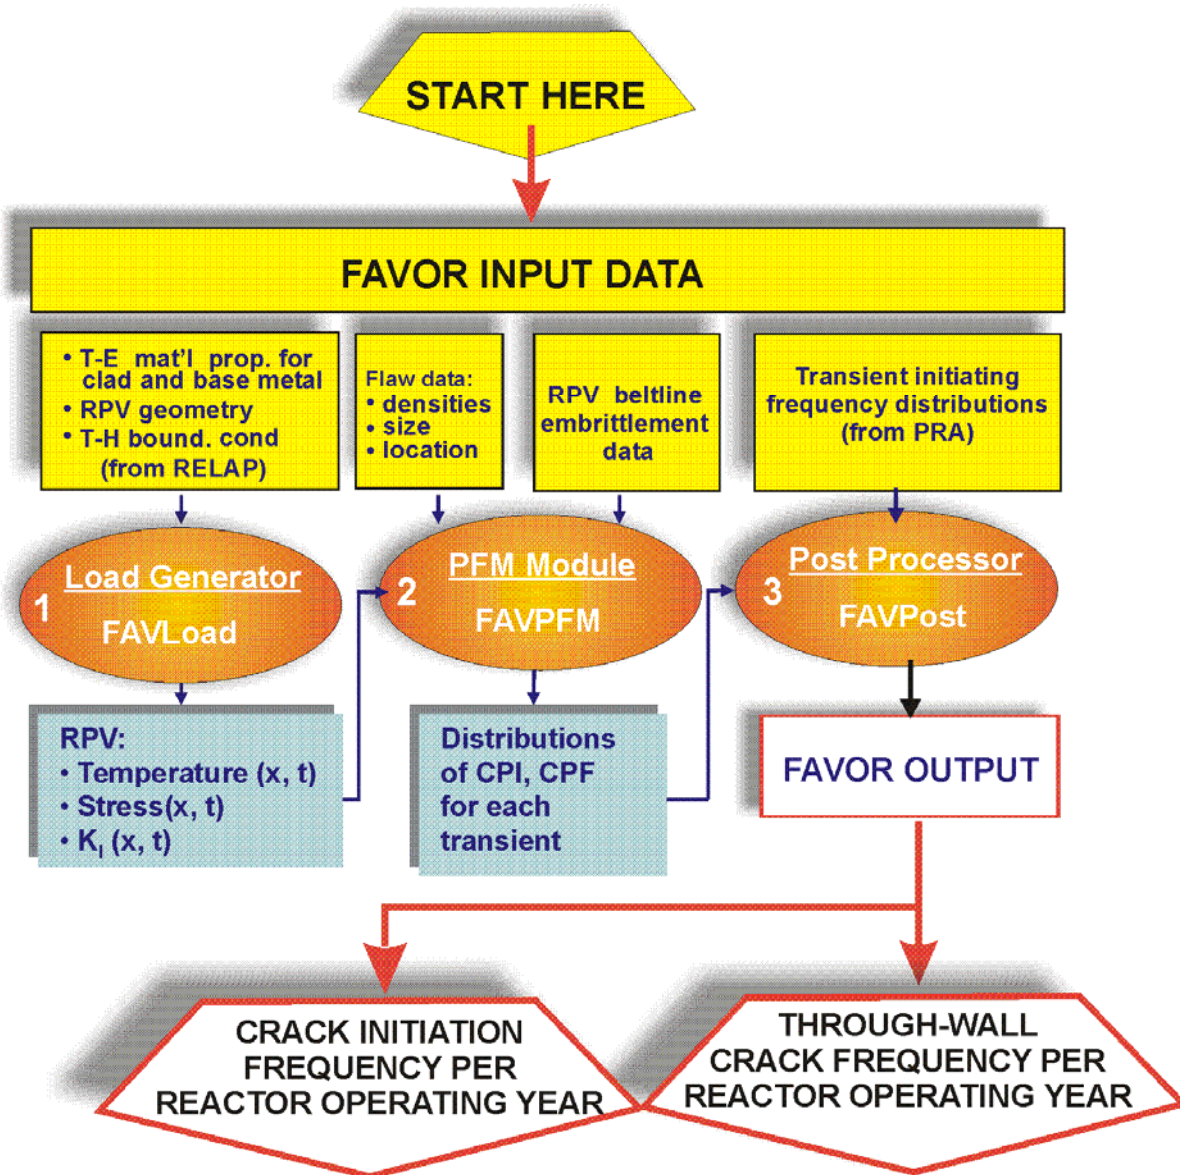 START HERE
FAVOR INPUT DATA
• T-E mat'l prop. for
clad and base metal
• RPV geometry
• T-H bound. cond
(from RELAP)
Flaw data:
• densities
• size
• location
RPV beltline
embrittlement
data
Transient initiating
frequency distributions
(from PRA)
Load Generator
1
FAVLoad
PFM Module
2
FAVPFM
Post Processor
3
FAVPost
RPV:
• Temperature (x, t)
• Stress(x, t)
• KI (x, t)
Distributions
of CPI, CPF
for each
transient
FAVOR OUTPUT
CRACK INITIATION
FREQUENCY PER
REACTOR OPERATING YEAR
THROUGH-WALL
CRACK FREQUENCY PER
REACTOR OPERATING YEAR